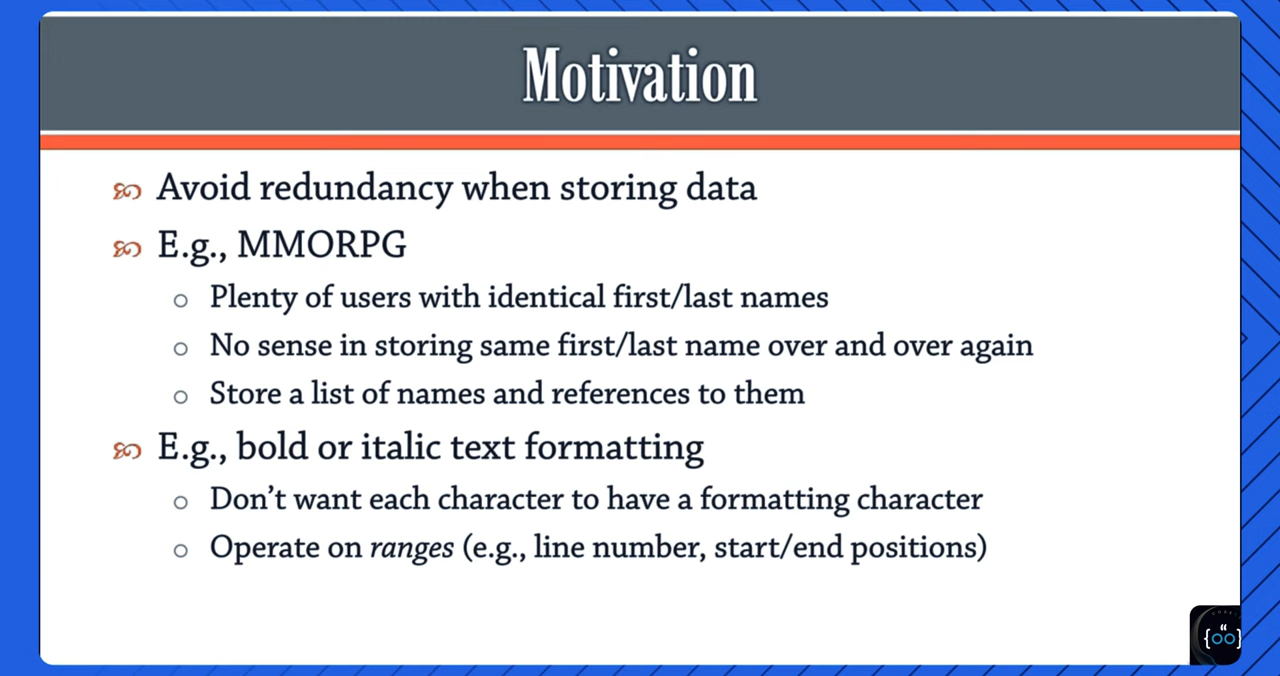 Motivation
Avoid redundancy when storing data
E.g., MMORPG
Plenty of users with identical first/last names
No sense in storing same first/last name over and over again
Store a list of names and references to them
E.g., bold or italic text formatting
Don’t want each character to have a formatting character
Operate on ranges (e.g., line number, start/end positions)